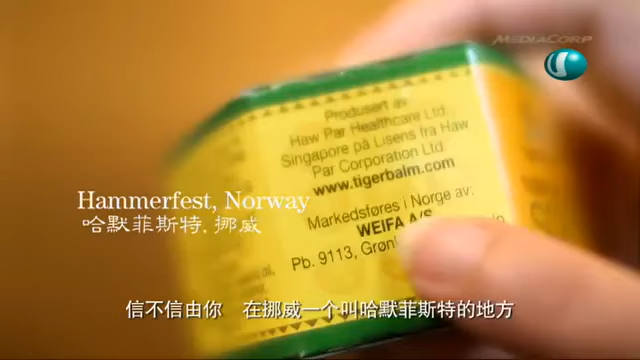 MEDIACORP
Produsert av
Haw Par Healthcare Ltd.
Singapore på Lisens fra Haw
Par Corporation Ltd.
www.tigerbalm.com
Markedsføres i Norge av:
WEIFA A/S
Pb. 9113, Grøn
Hammerfest, Norway
哈默菲斯特,挪威
信不信由你 在挪威一个叫哈默菲斯特的地方